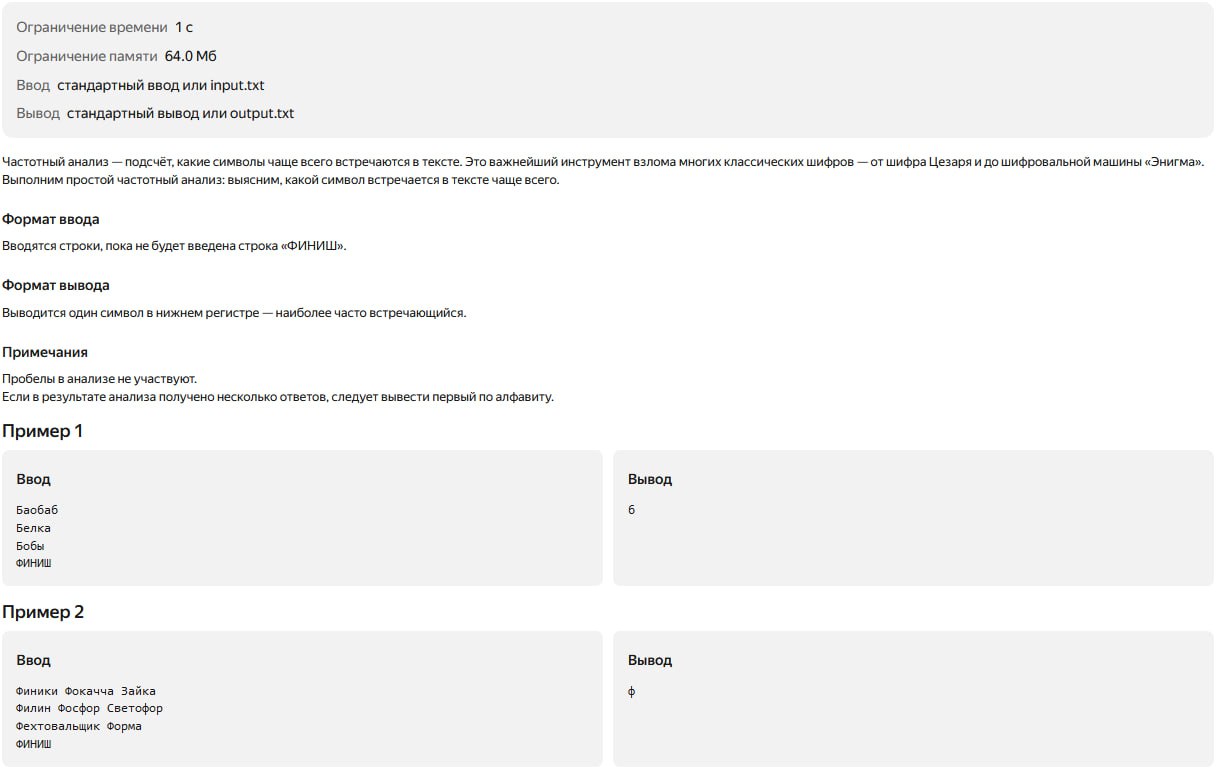 Ограничение времени 1 с
Ограничение памяти 64.0 Мб
Ввод стандартный ввод или input.txt
Вывод стандартный вывод или output.txt
Частотный анализ — подсчёт, какие символы чаще всего встречаются в тексте. Это важнейший инструмент взлома многих классических шифров — от шифра Цезаря и до шифровальной машины «Энигма».
Выполним простой частотный анализ: выясним, какой символ встречается в тексте чаще всего.
Формат ввода
Вводятся строки, пока не будет введена строка «ФИНИШ».
Формат вывода
Выводится один символ в нижнем регистре — наиболее часто встречающийся.
Примечания
Пробелы в анализе не участвуют.
Если в результате анализа получено несколько ответов, следует вывести первый по алфавиту.
Пример 1
Ввод
Баобаб
Белка
Бобы
ФИНИШ
Вывод
б
Пример 2
Ввод
Финики Фокачча Зайка
Филин Фосфор Светофор
Фехтовальщик Форма
ФИНИШ
Вывод
ф